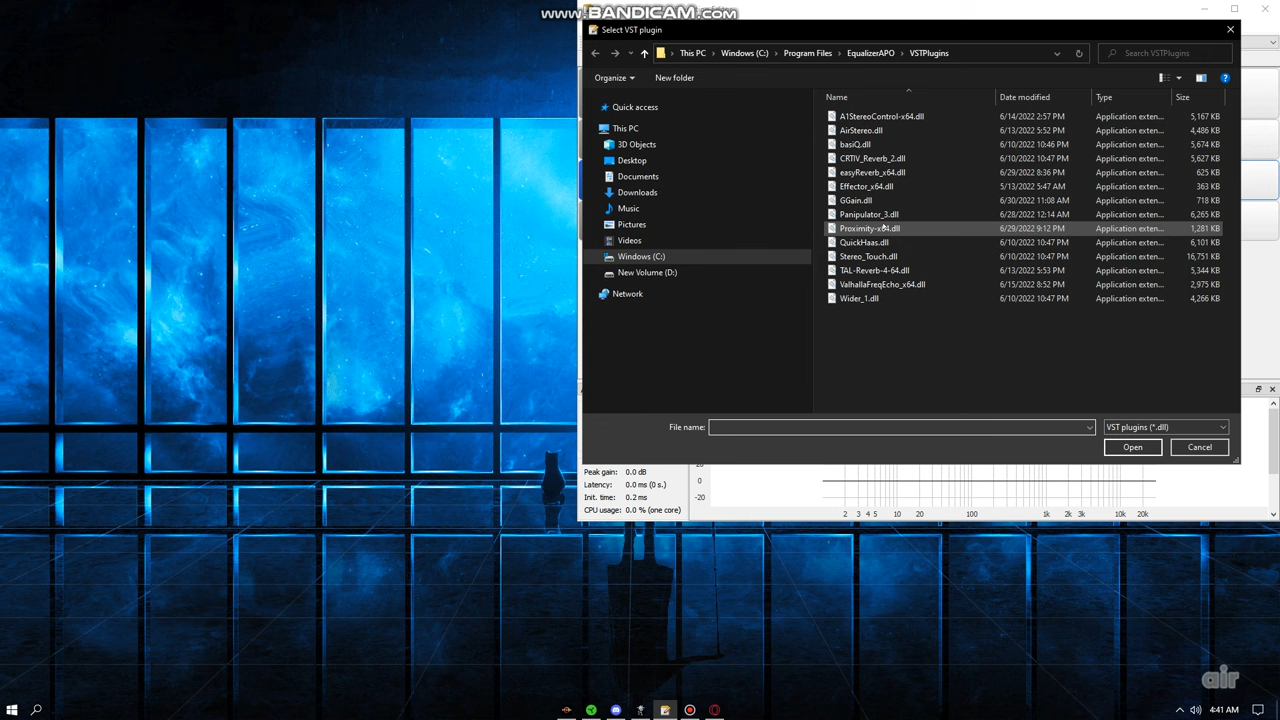 www.BANDICAM.com
Select VST plugin
This PC > Windows (C:) > Program Files > EqualizerAPO > VSTPlugins
Search VSTPlugins
Organize
New folder
Name
Date modified
Type
Size
Quick access
This PC
3D Objects
Desktop
Documents
Downloads
Music
Pictures
Videos
Windows (C:)
New Volume (D:)
Network
A1StereoControl-x64.dll 6/14/2022 2:57 PM Application exten... 5,167 KB
AirStereo.dll 6/13/2022 5:52 PM Application exten... 4,486 KB
basiQ.dll 6/10/2022 10:46 PM Application exten... 5,674 KB
CRTIV_Reverb_2.dll 6/10/2022 10:47 PM Application exten... 5,627 KB
easyReverb_x64.dll 6/29/2022 8:36 PM Application exten... 625 KB
Effector_x64.dll 5/13/2022 5:47 AM Application exten... 363 KB
GGain.dll 6/30/2022 11:08 AM Application exten... 718 KB
Panipulator_3.dll 6/28/2022 12:14 AM Application exten... 6,265 KB
Proximity-x64.dll 6/29/2022 9:12 PM Application exten... 1,281 KB
QuickHaas.dll 6/10/2022 10:47 PM Application exten... 6,101 KB
Stereo_Touch.dll 6/10/2022 10:47 PM Application exten... 16,751 KB
TAL-Reverb-4-64.dll 6/13/2022 5:53 PM Application exten... 5,344 KB
ValhallaFreqEcho_x64.dll 6/15/2022 8:52 PM Application exten... 2,975 KB
Wider_1.dll 6/10/2022 10:47 PM Application exten... 4,266 KB
File name:
VST plugins (*.dll)
Open
Cancel
Peak gain: 0.0 dB
Latency: 0.0 ms (0 s.)
Init. time: 0.2 ms
CPU usage: 0.0 % (one core)
0
-20
2 3 4 5 10 20 100 1k 2k 3k 10k 20k
air
4:41 AM